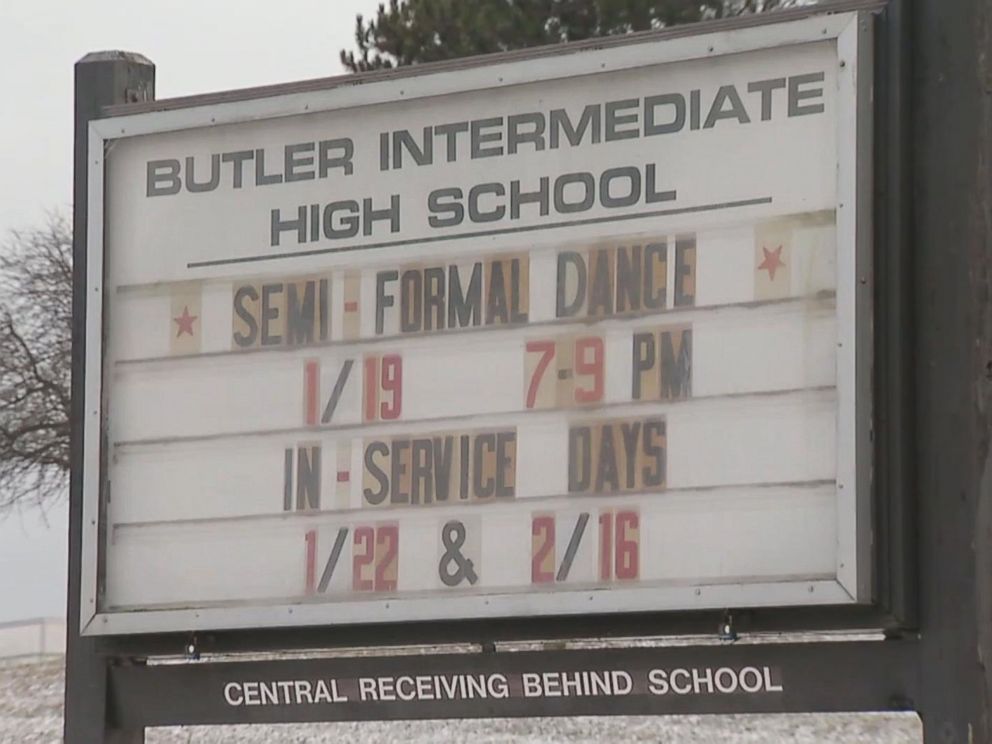 BUTLER INTERMEDIATE
HIGH SCHOOL
SEMI-FORMAL DANCE
1/19 7-9 PM
IN-SERVICE DAYS
1/22 & 2/16
CENTRAL RECEIVING BEHIND SCHOOL